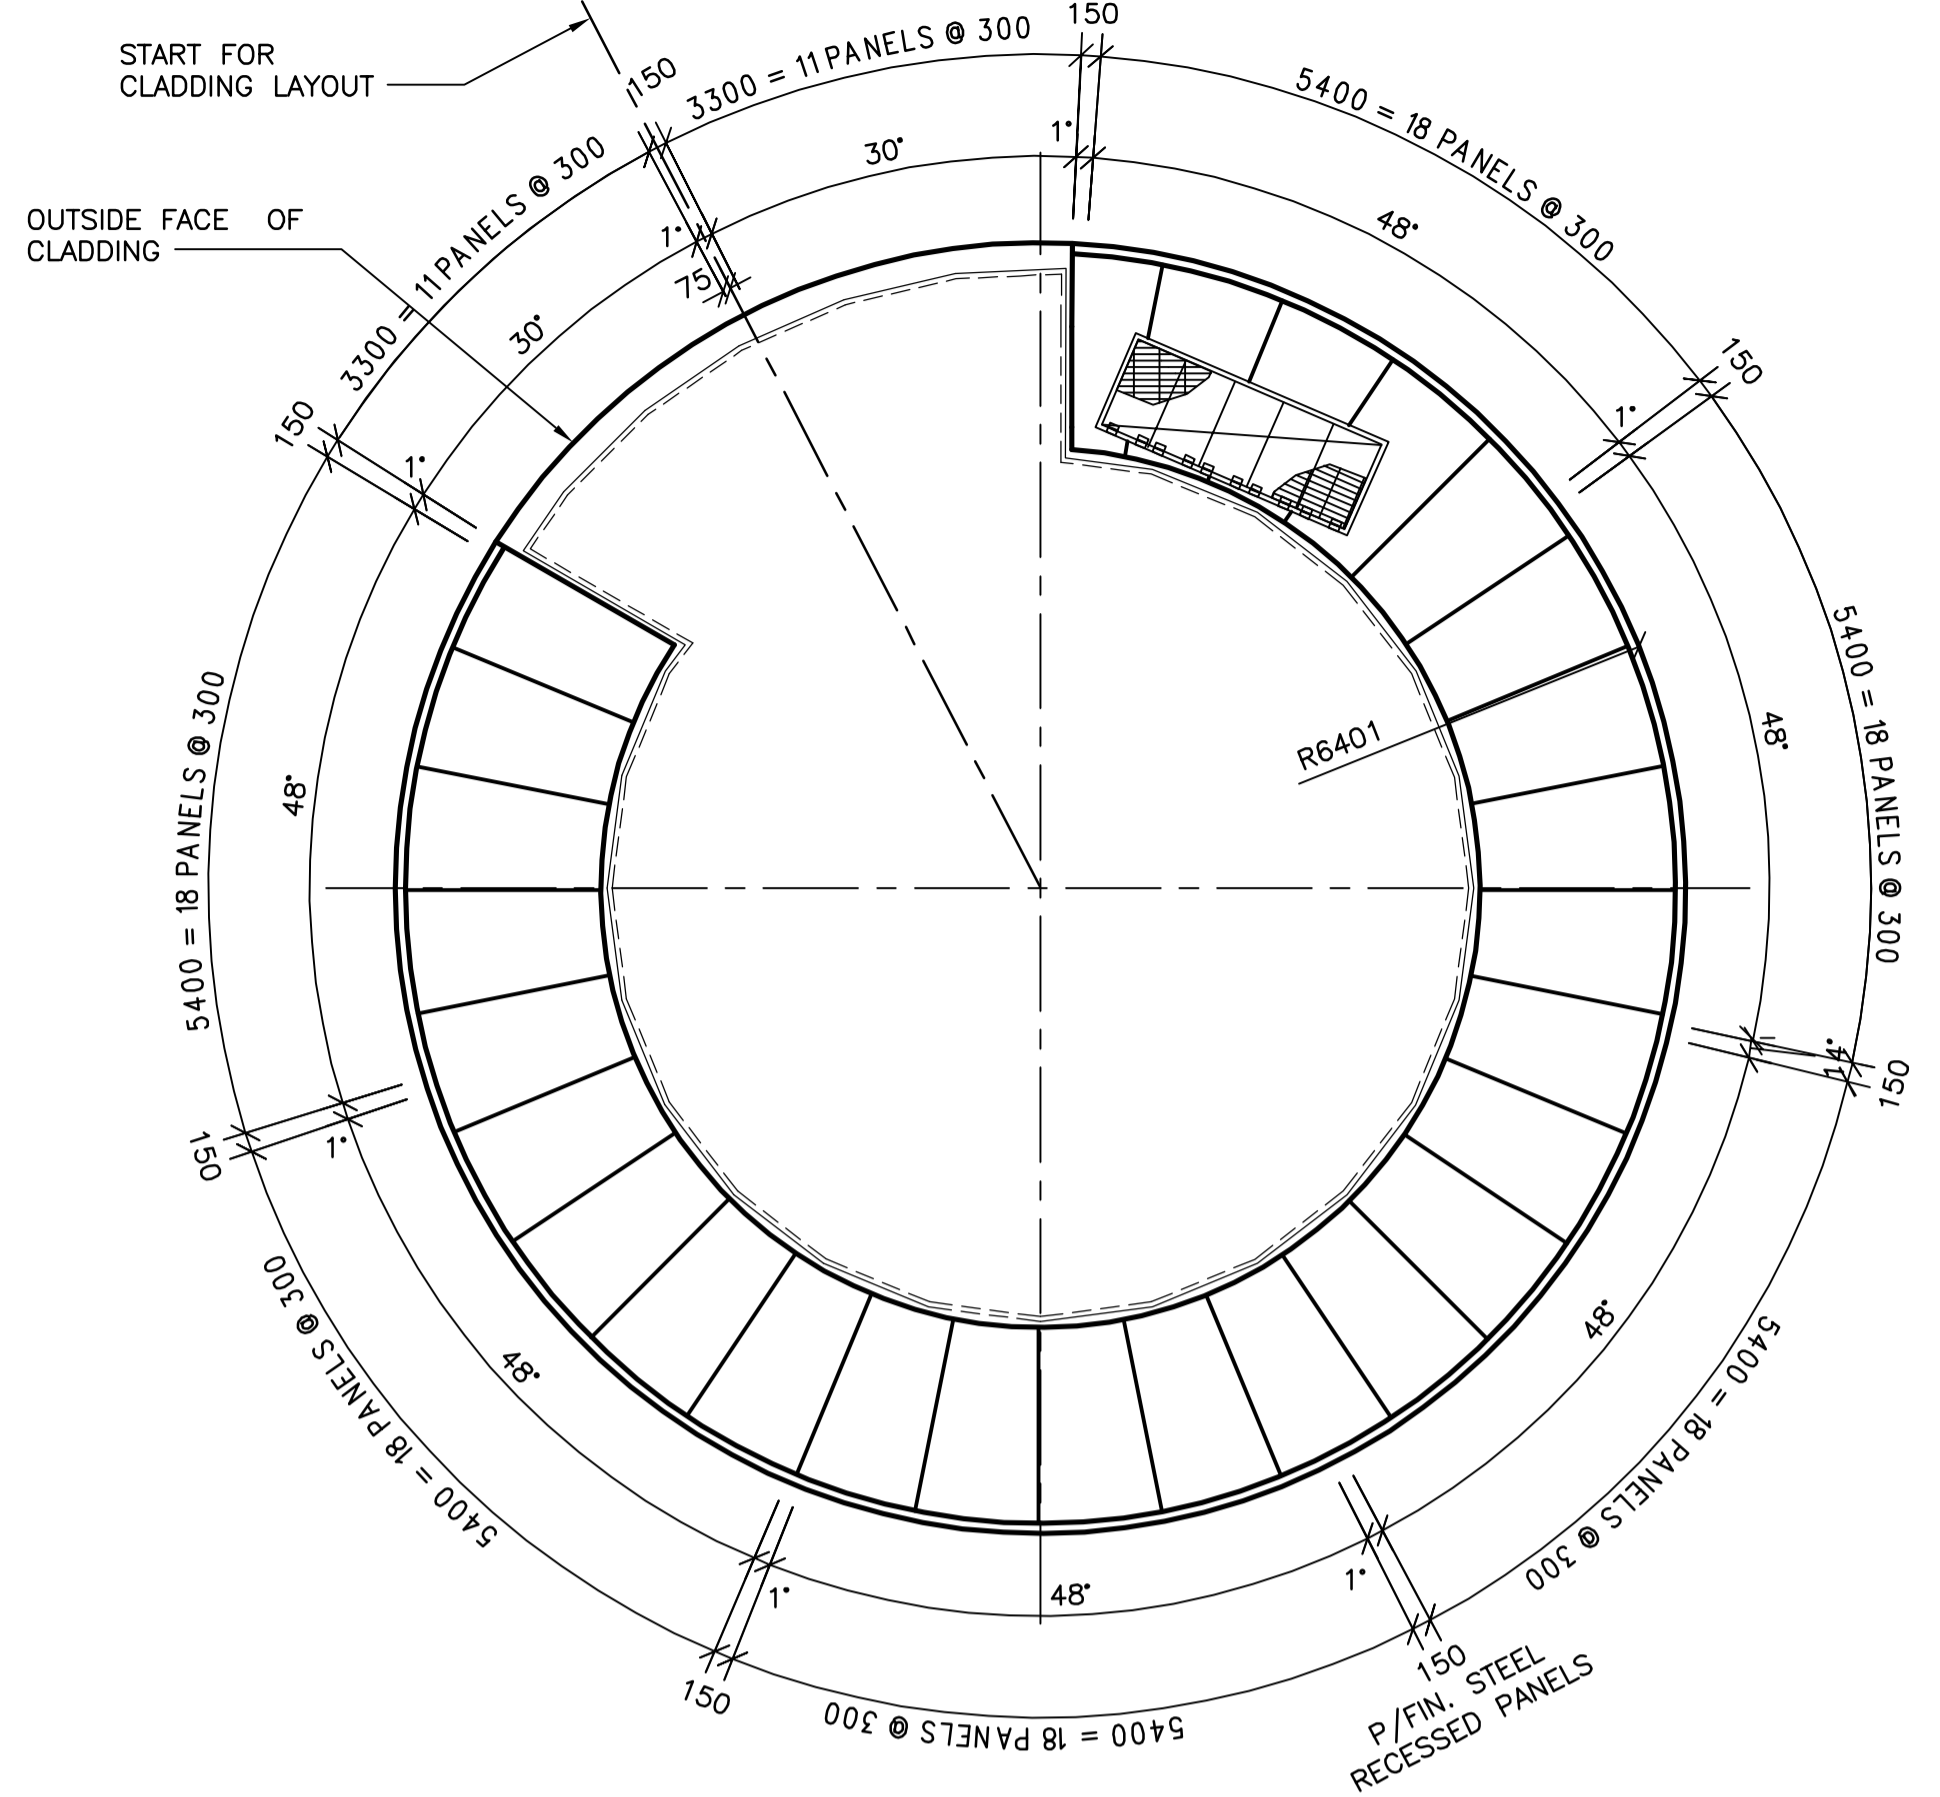 START FOR
CLADDING LAYOUT
OUTSIDE FACE OF
CLADDING
150
3300 = 11 PANELS @ 300
30°
1°
75
150
1°
5400 = 18 PANELS @ 300
48°
150
1°
5400 = 18 PANELS @ 300
48°
R6401
150
5400 = 18 PANELS @ 300
48°
1°
150
P/FIN. STEEL
RECESSED PANELS
5400 = 18 PANELS @ 300
48°
1°
150
5400 = 18 PANELS @ 300
48°
1°
150
5400 = 18 PANELS @ 300
48°
1°
150
3300 = 11 PANELS @ 300
30°
1°